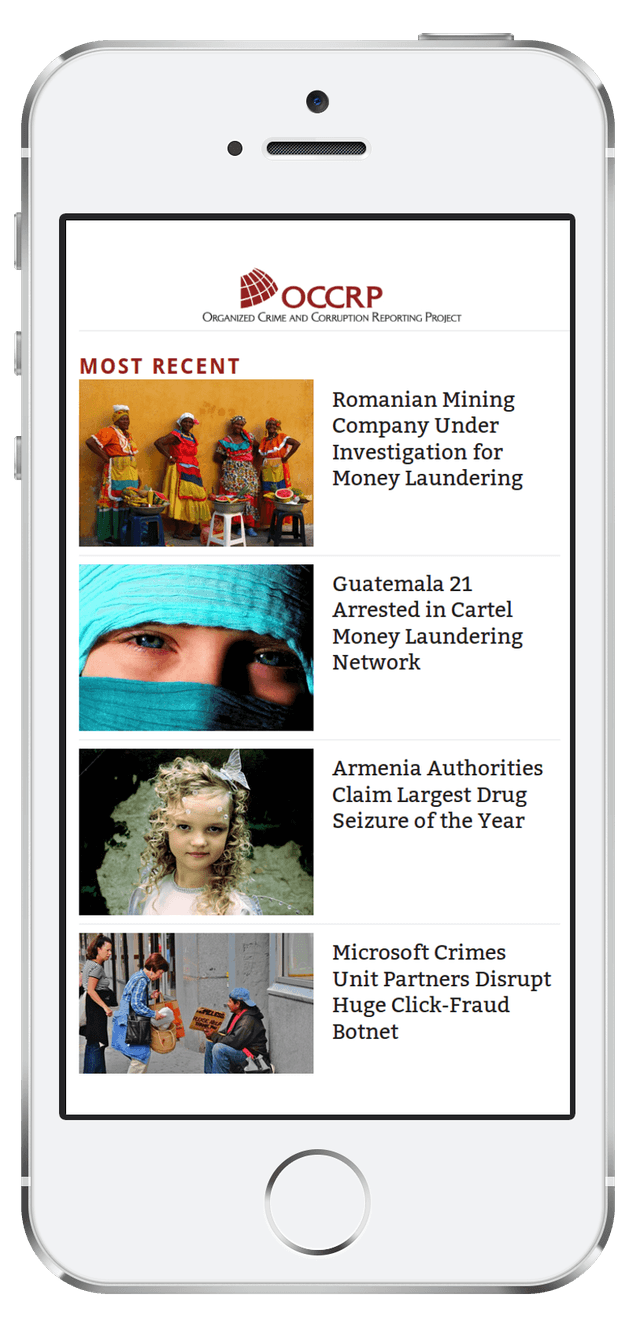 OCCRP
Organized Crime and Corruption Reporting Project
MOST RECENT
Romanian Mining
Company Under
Investigation for
Money Laundering
Guatemala 21
Arrested in Cartel
Money Laundering
Network
Armenia Authorities
Claim Largest Drug
Seizure of the Year
Microsoft Crimes
Unit Partners Disrupt
Huge Click-Fraud
Botnet